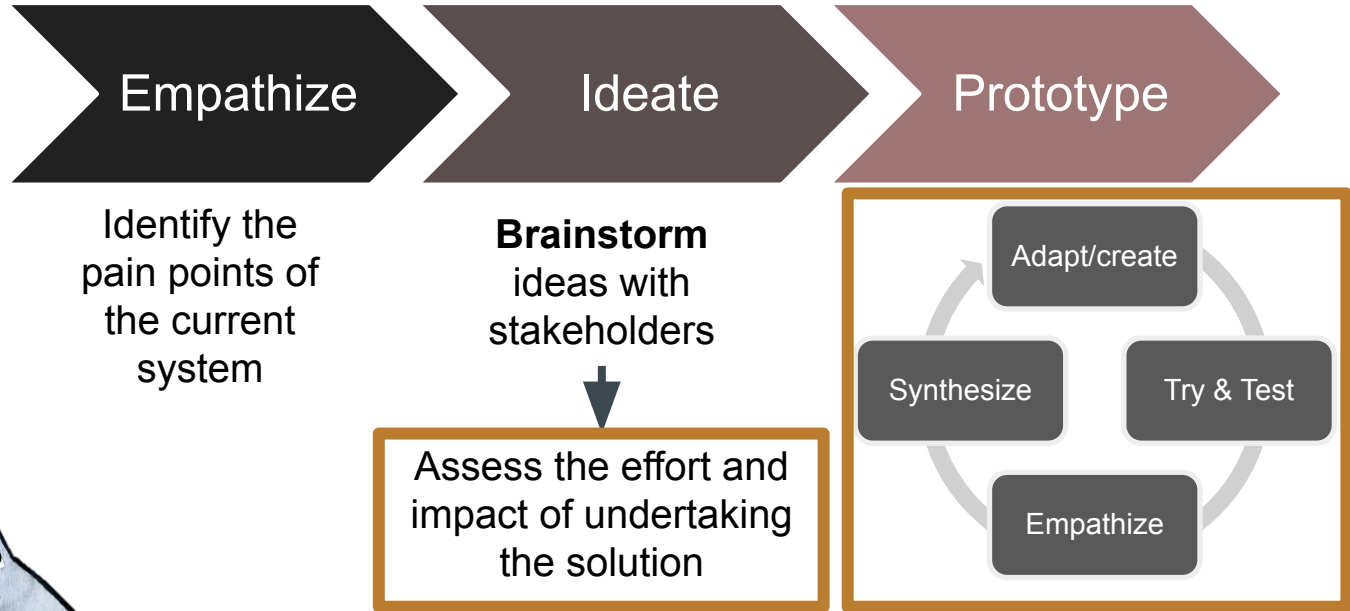 Empathize
Ideate
Prototype
Identify the
pain points of
the current
system
Brainstorm
ideas with
stakeholders
Assess the effort and
impact of undertaking
the solution
Adapt/create
Try & Test
Empathize
Synthesize